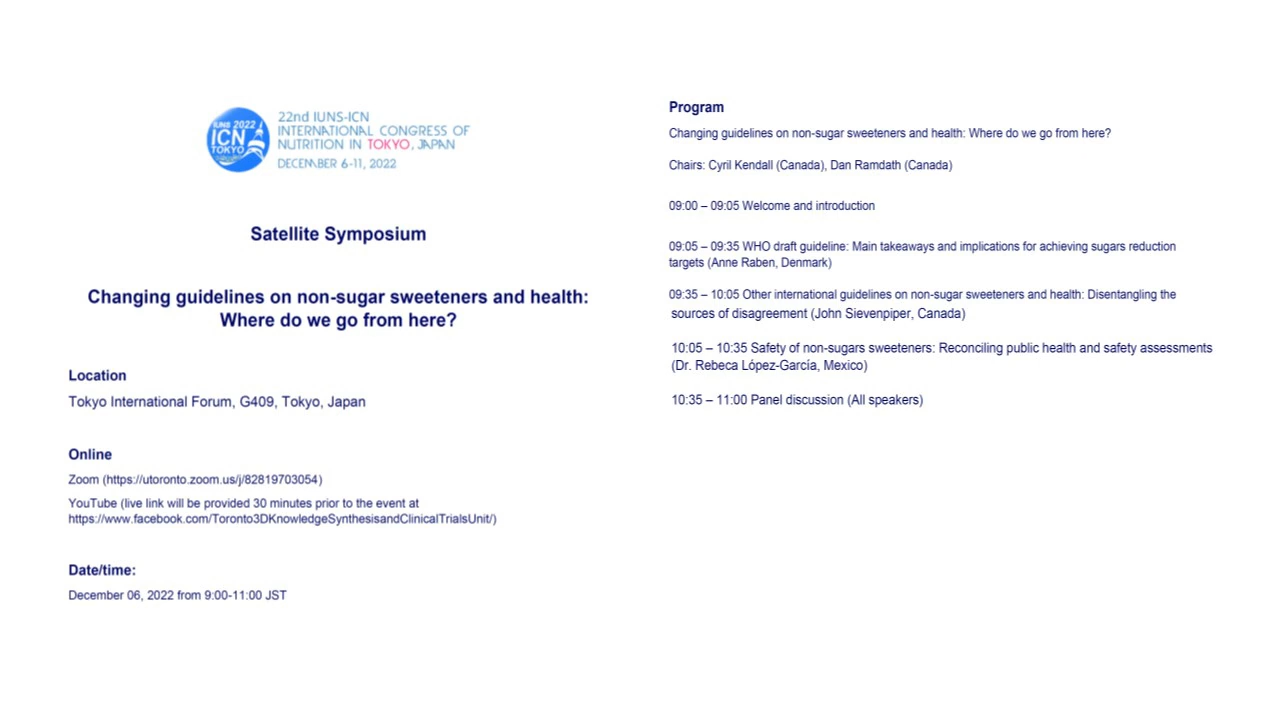 IUNS 2022
ICN
TOKYO
22nd IUNS-ICN
INTERNATIONAL CONGRESS OF
NUTRITION IN TOKYO, JAPAN
DECEMBER 6-11, 2022
Satellite Symposium
Changing guidelines on non-sugar sweeteners and health:
Where do we go from here?
Location
Tokyo International Forum, G409, Tokyo, Japan
Online
Zoom (https://utoronto.zoom.us/j/82819703054)
YouTube (live link will be provided 30 minutes prior to the event at
https://www.facebook.com/Toronto3DKnowledgeSynthesisandClinicalTrialsUnit/)
Date/time:
December 06, 2022 from 9:00-11:00 JST
Program
Changing guidelines on non-sugar sweeteners and health: Where do we go from here?
Chairs: Cyril Kendall (Canada), Dan Ramdath (Canada)
09:00 – 09:05 Welcome and introduction
09:05 – 09:35 WHO draft guideline: Main takeaways and implications for achieving sugars reduction
targets (Anne Raben, Denmark)
09:35 – 10:05 Other international guidelines on non-sugar sweeteners and health: Disentangling the
sources of disagreement (John Sievenpiper, Canada)
10:05 – 10:35 Safety of non-sugars sweeteners: Reconciling public health and safety assessments
(Dr. Rebeca López-García, Mexico)
10:35 – 11:00 Panel discussion (All speakers)